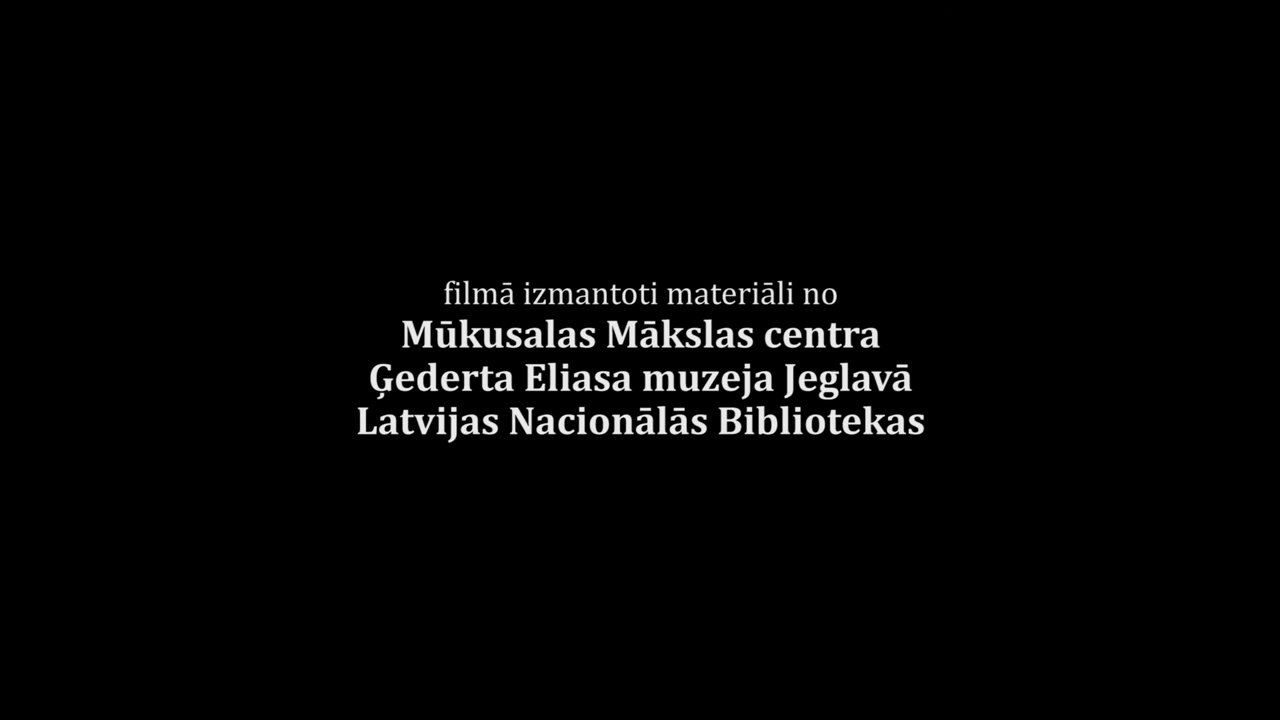 filmā izmantoti materiāli no
Mūkusalas Mākslas centra
Ģederta Eliasa muzeja Jeglavā
Latvijas Nacionālās Bibliotekas